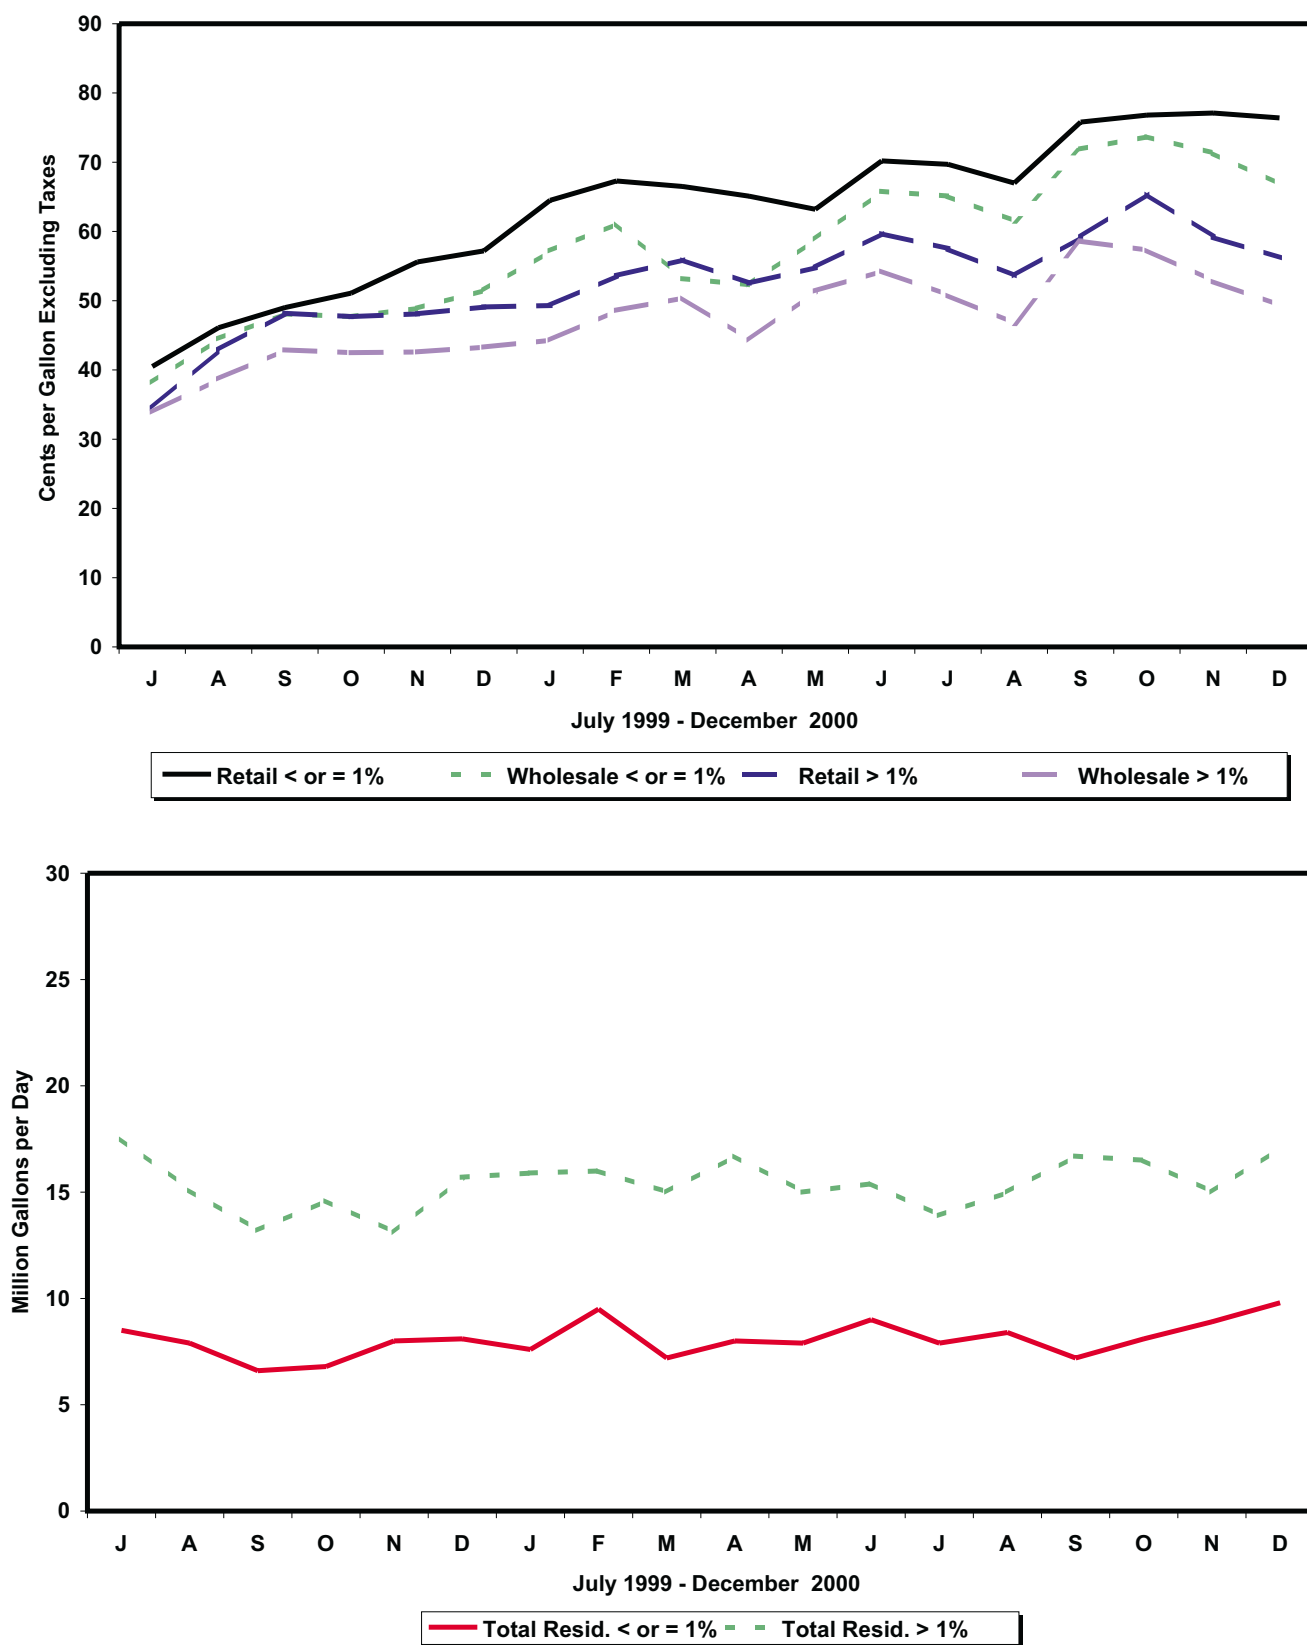 90
80
70
60
50
40
30
20
10
0
Cents per Gallon Excluding Taxes
J A S O N D J F M A M J J A S O N D
July 1999 - December 2000
Retail < or = 1% Wholesale < or = 1% Retail > 1% Wholesale > 1%
30
25
20
15
10
5
0
Million Gallons per Day
J A S O N D J F M A M J J A S O N D
July 1999 - December 2000
Total Resid. < or = 1% Total Resid. > 1%